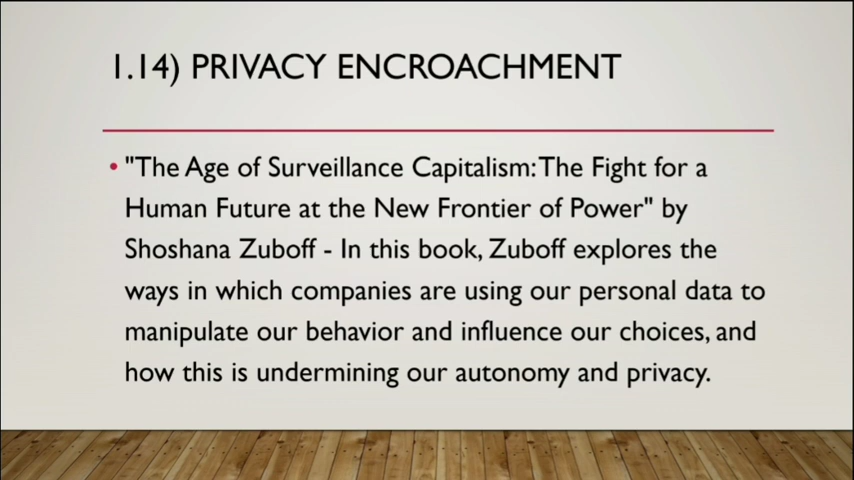 1.14) PRIVACY ENCROACHMENT
• "The Age of Surveillance Capitalism: The Fight for a
Human Future at the New Frontier of Power" by
Shoshana Zuboff - In this book, Zuboff explores the
ways in which companies are using our personal data to
manipulate our behavior and influence our choices, and
how this is undermining our autonomy and privacy.